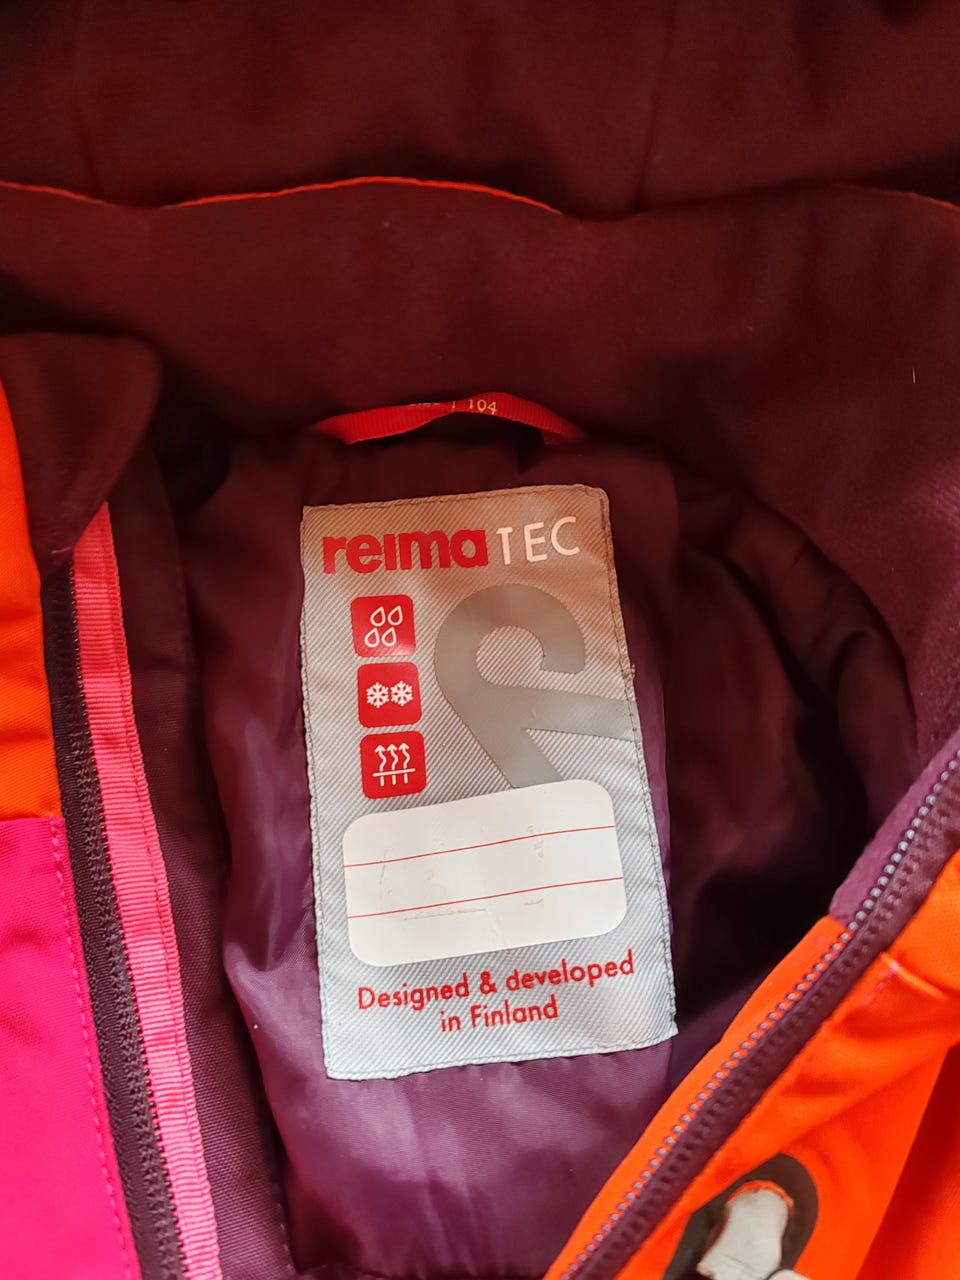 104
reima TEC
Designed & developed
in Finland